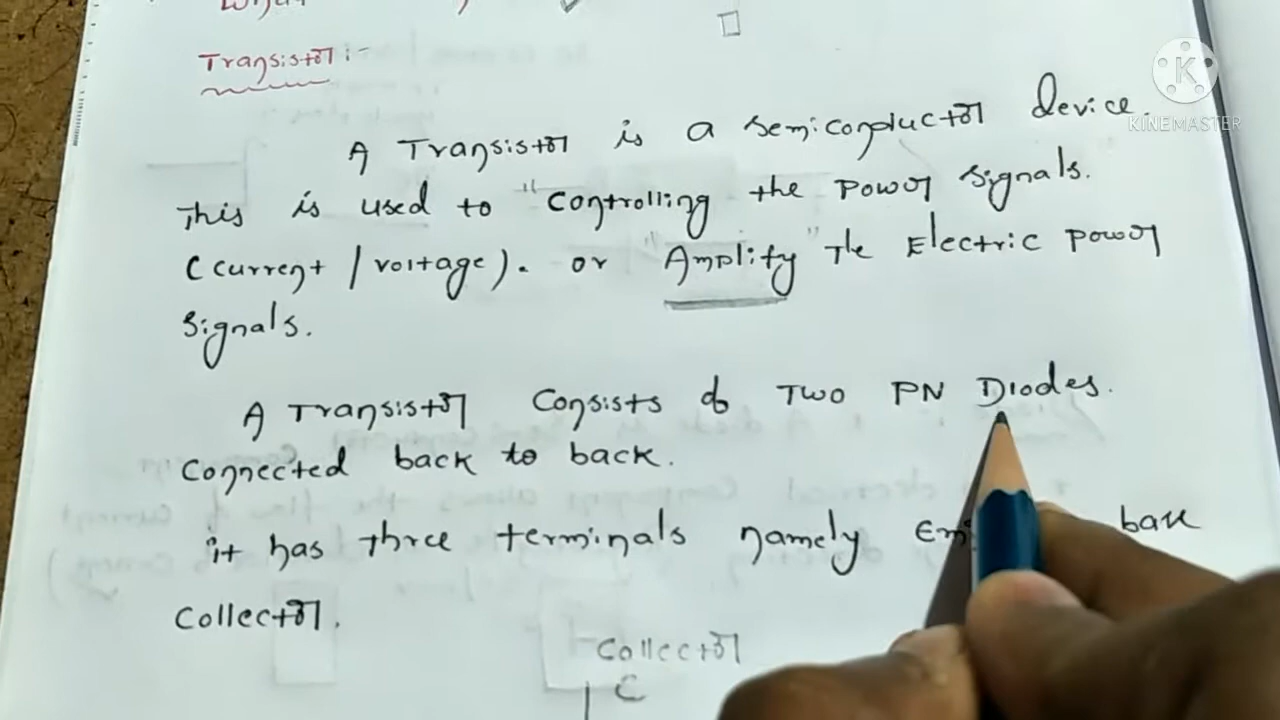 Transistor :-
K
KINEMASTER
A Transistor is a semiconductor device.
This is used to "controlling the power signals.
(current / voltage). or "Amplify" The Electric power
signals.
A Transistor consists of Two PN Diodes.
connected back to back.
it has three terminals namely base
collector.
collector
C